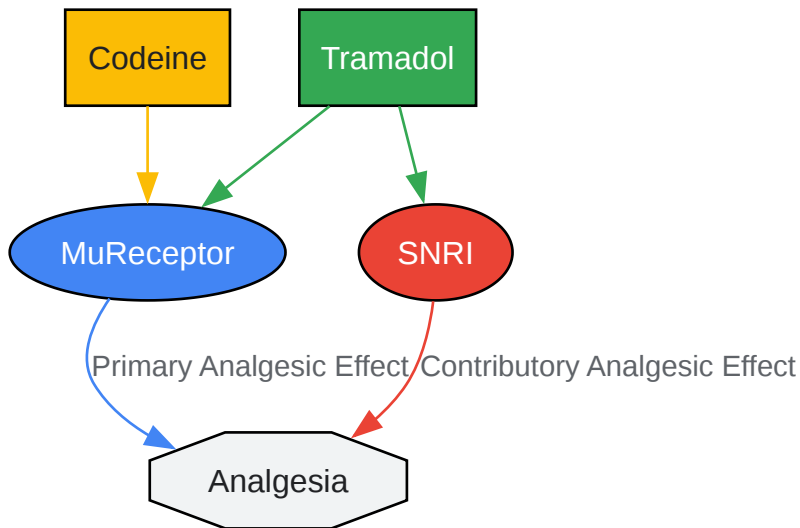 Codeine
Tramadol
MuReceptor
SNRI
Primary Analgesic Effect
Contributory Analgesic Effect
Analgesia